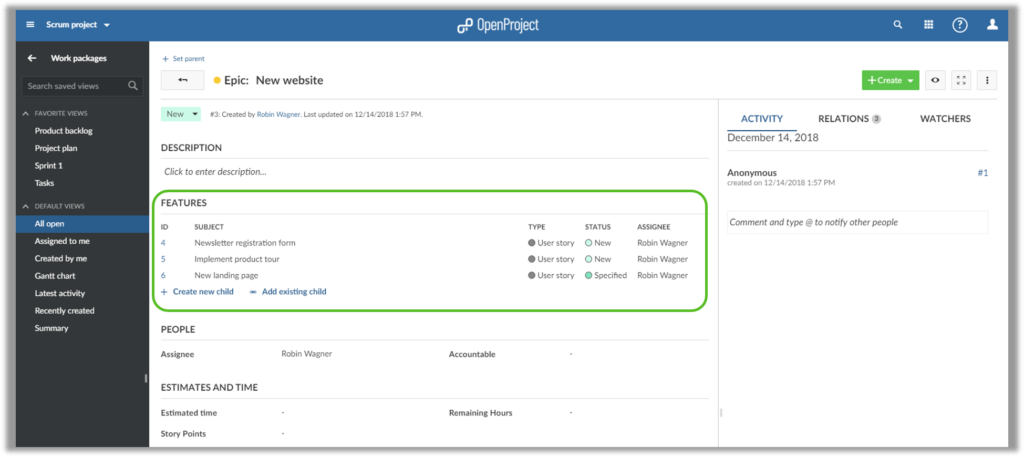 Scrum project
OpenProject
?
Work packages
Search saved views
FAVORITE VIEWS
Product backlog
Project plan
Sprint 1
Tasks
DEFAULT VIEWS
All open
Assigned to me
Created by me
Gantt chart
Latest activity
Recently created
Summary
+ Set parent
Epic: New website
+ Create
New
#3: Created by Robin Wagner. Last updated on 12/14/2018 1:57 PM.
DESCRIPTION
Click to enter description...
FEATURES
ID SUBJECT TYPE STATUS ASSIGNEE
4 Newsletter registration form User story New Robin Wagner
5 Implement product tour User story New Robin Wagner
6 New landing page User story Specified Robin Wagner
+ Create new child Add existing child
PEOPLE
Assignee Robin Wagner Accountable -
ESTIMATES AND TIME
Estimated time - Remaining Hours -
Story Points -
ACTIVITY RELATIONS 3 WATCHERS
December 14, 2018
Anonymous #1
created on 12/14/2018 1:57 PM
Comment and type @ to notify other people